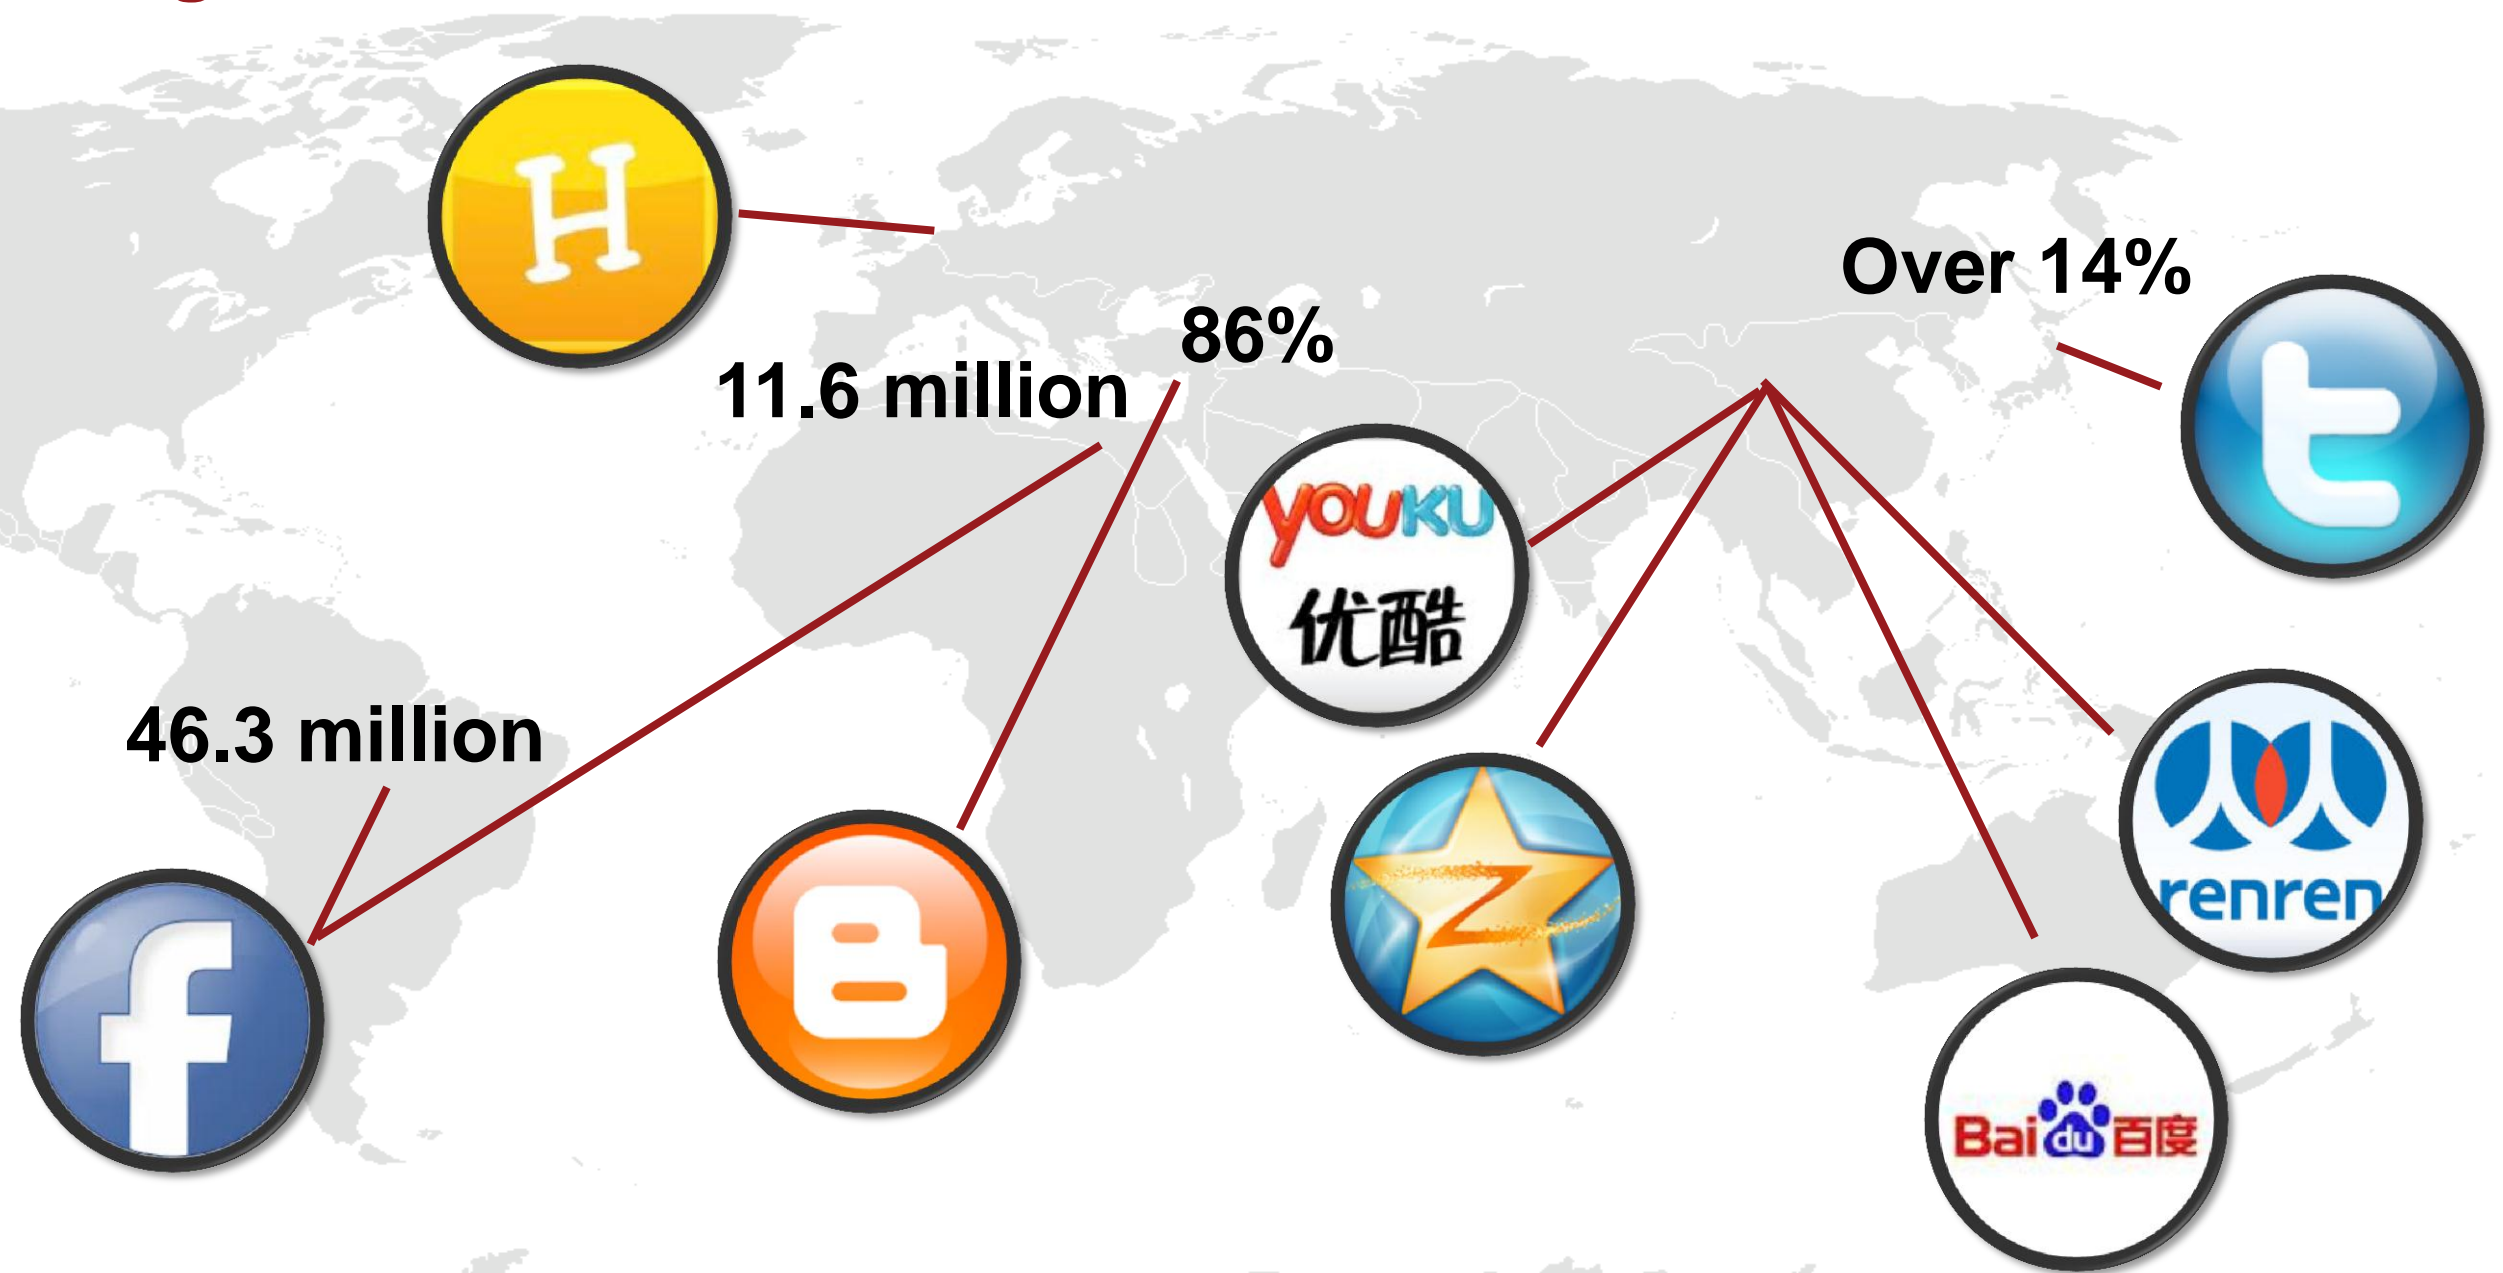 H
Over 14%
86%
11.6 million
t
YOUKU
优酷
46.3 million
renren
Z
f
B
Bai du 百度